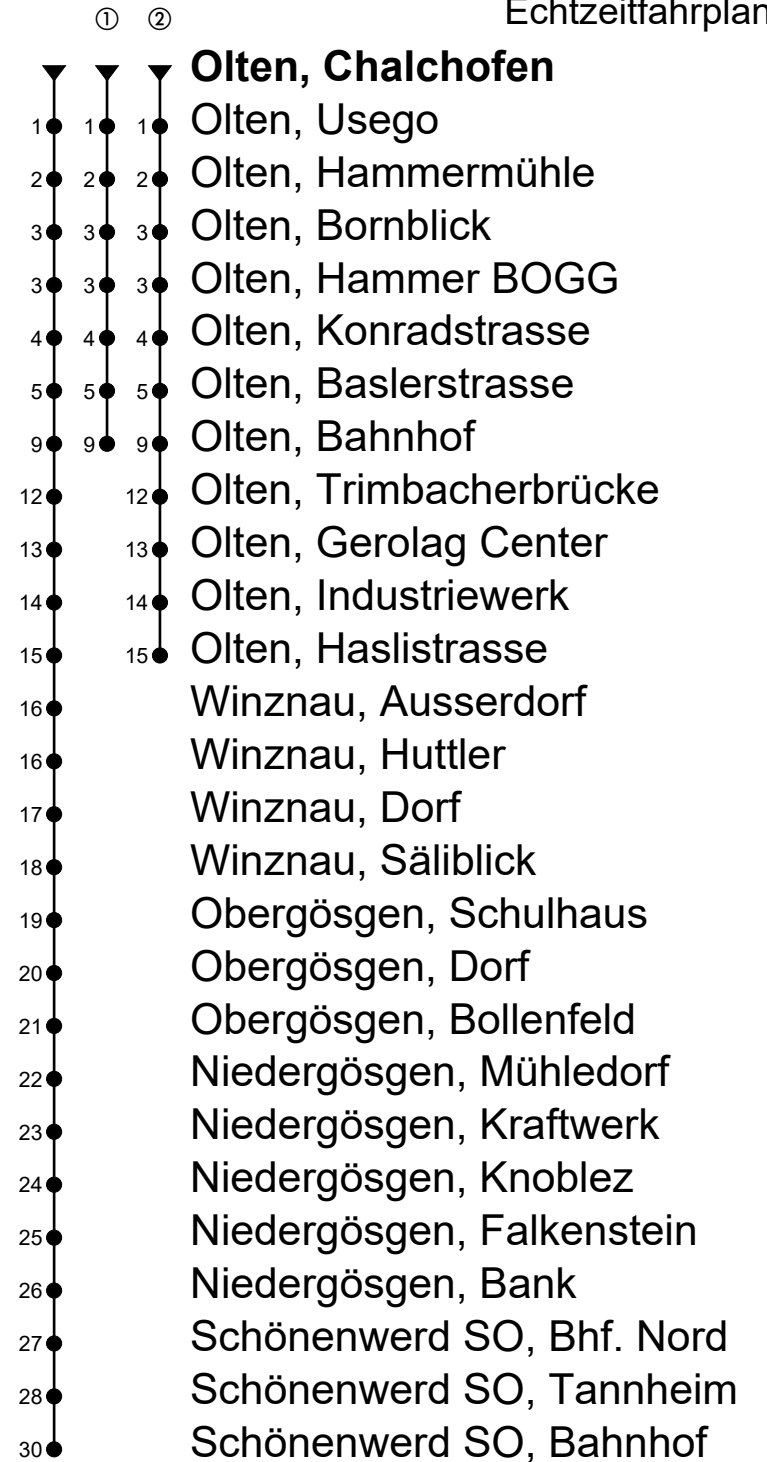 Echtzeitfahrplan
① ②
Olten, Chalchofen
1 1 1 Olten, Usego
2 2 2 Olten, Hammermühle
3 3 3 Olten, Bornblick
3 3 3 Olten, Hammer BOGG
4 4 4 Olten, Konradstrasse
5 5 5 Olten, Baslerstrasse
9 9 9 Olten, Bahnhof
12 12 Olten, Trimbacherbrücke
13 13 Olten, Gerolag Center
14 14 Olten, Industriewerk
15 15 Olten, Haslistrasse
16 Winznau, Ausserdorf
16 Winznau, Huttler
17 Winznau, Dorf
18 Winznau, Säliblick
19 Obergösgen, Schulhaus
20 Obergösgen, Dorf
21 Obergösgen, Bollenfeld
22 Niedergösgen, Mühledorf
23 Niedergösgen, Kraftwerk
24 Niedergösgen, Knoblez
25 Niedergösgen, Falkenstein
26 Niedergösgen, Bank
27 Schönenwerd SO, Bhf. Nord
28 Schönenwerd SO, Tannheim
30 Schönenwerd SO, Bahnhof